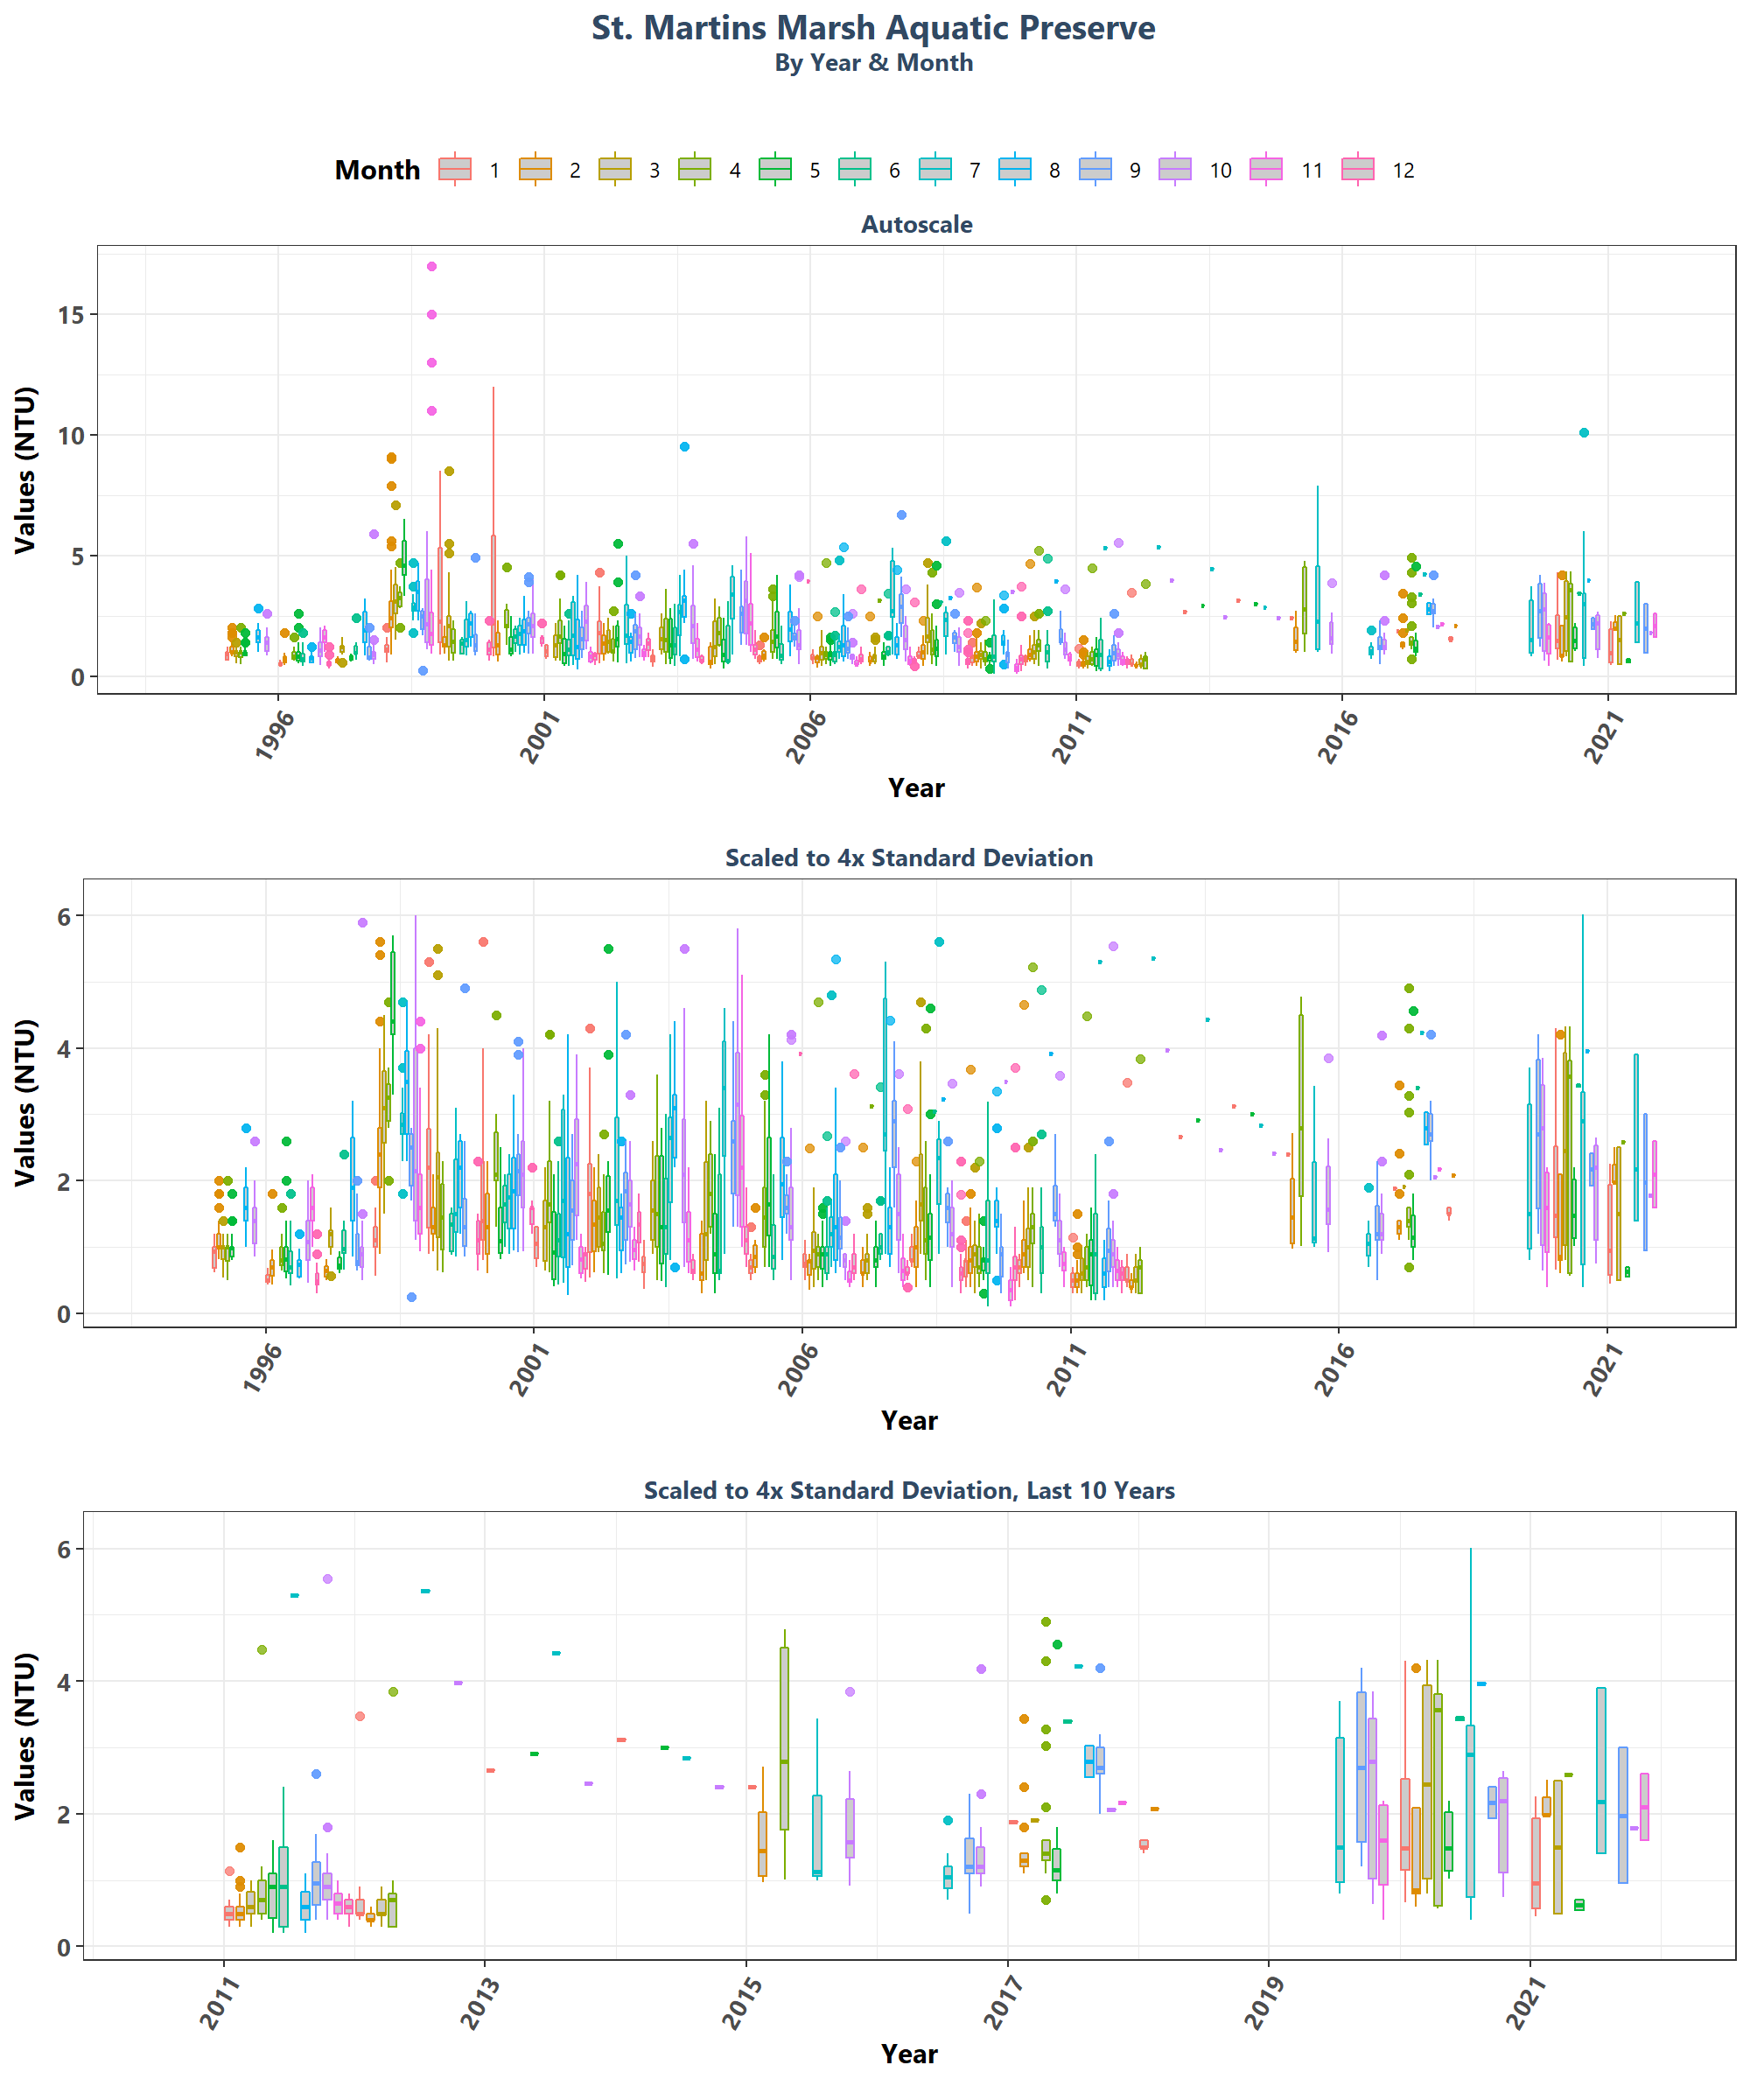 St. Martins Marsh Aquatic Preserve
By Year & Month
Month 1 2 3 4 5 6 7 8 9 10 11 12
Autoscale
Values (NTU)
15
10
5
0
1996 2001 2006 2011 2016 2021
Year
Scaled to 4x Standard Deviation
Values (NTU)
6
4
2
0
1996 2001 2006 2011 2016 2021
Year
Scaled to 4x Standard Deviation, Last 10 Years
Values (NTU)
6
4
2
0
2011 2013 2015 2017 2019 2021
Year